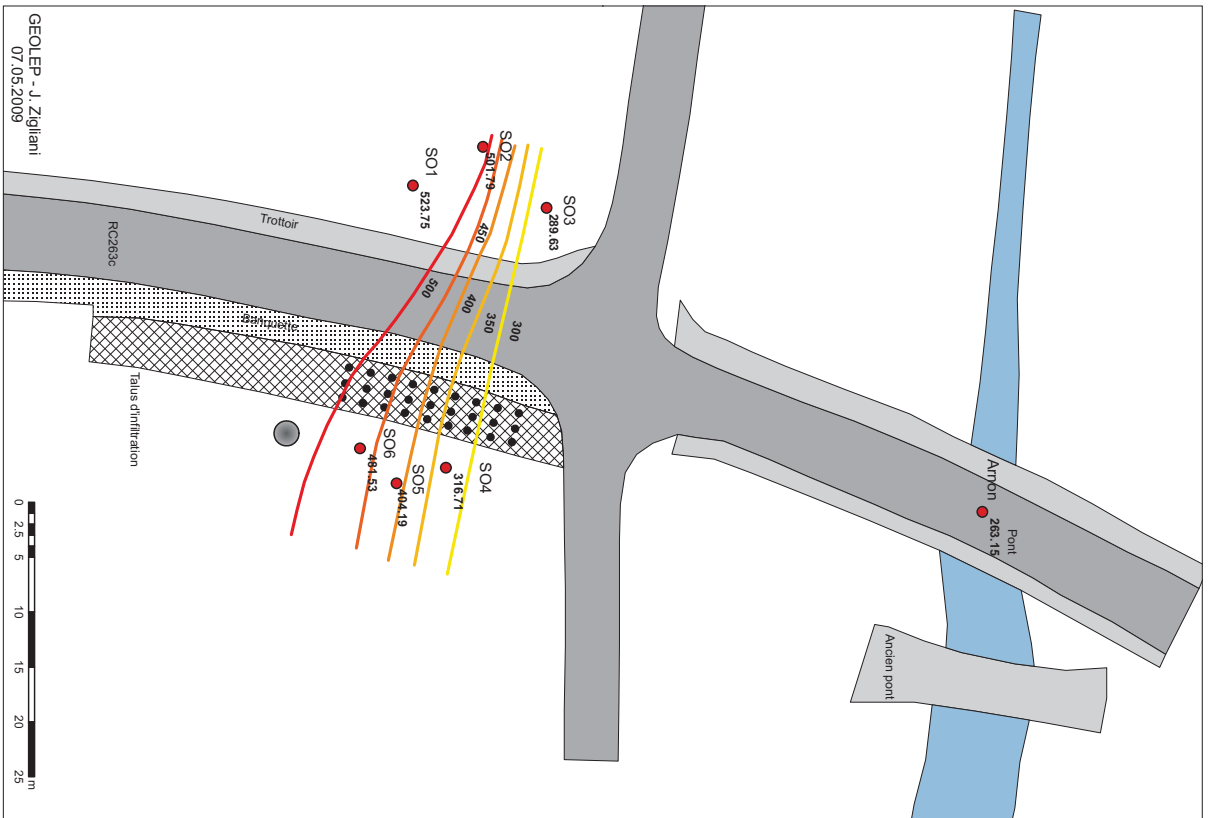 GEOLEP - J. Zigliani
07.05.2009
SO2
501.79
SO1
523.75
SO3
289.63
Trottoir
RC263c
450
500
400
350
300
Banquette
Talus d'infiltration
SO6
481.53
SO5
404.19
SO4
316.71
Arnon
263.15
Pont
Ancien pont
0
2.5
5
10
15
20
25
m